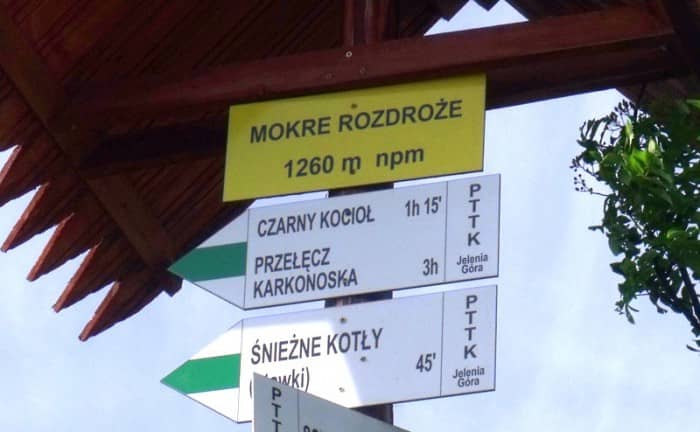 MOKRE ROZDROŻE
1260 m npm
CZARNY KOCIOŁ 1h 15'
PRZEŁĘCZ
KARKONOSKA 3h
PTTK
Jelenia
Góra
ŚNIEŻNE KOTŁY
45'
PTTK
Jelenia
Góra